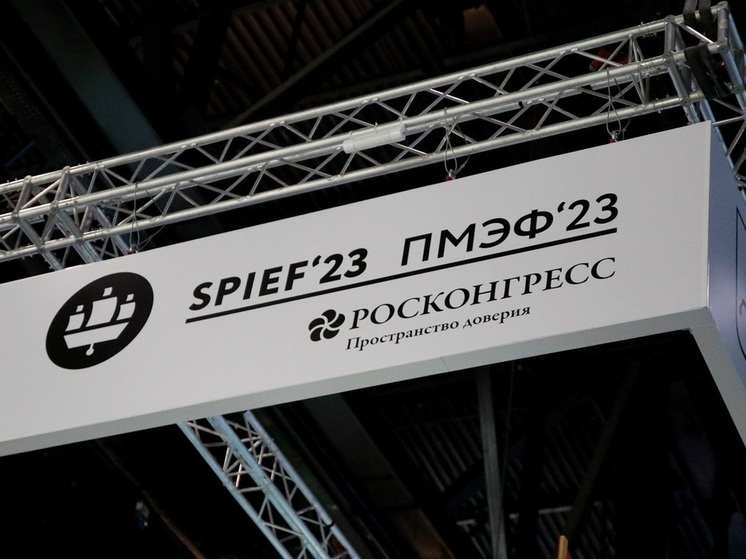 SPIEF‘23 ПМЭФ‘23
РОСКОНГРЕСС
Пространство доверия